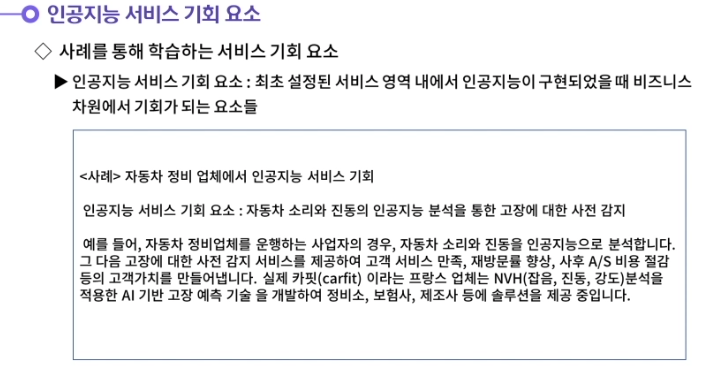 인공지능 서비스 기회 요소
◇ 사례를 통해 학습하는 서비스 기회 요소
▶ 인공지능 서비스 기회 요소 : 최초 설정된 서비스 영역 내에서 인공지능이 구현되었을 때 비즈니스
차원에서 기회가 되는 요소들
<사례> 자동차 정비 업체에서 인공지능 서비스 기회
인공지능 서비스 기회 요소 : 자동차 소리와 진동의 인공지능 분석을 통한 고장에 대한 사전 감지
예를 들어, 자동차 정비업체를 운행하는 사업자의 경우, 자동차 소리와 진동을 인공지능으로 분석합니다.
그 다음 고장에 대한 사전 감지 서비스를 제공하여 고객 서비스 만족, 재방문률 향상, 사후 A/S 비용 절감
등의 고객가치를 만들어냅니다. 실제 카핏(carfit) 이라는 프랑스 업체는 NVH(잡음, 진동, 강도)분석을
적용한 AI 기반 고장 예측 기술 을 개발하여 정비소, 보험사, 제조사 등에 솔루션을 제공 중입니다.